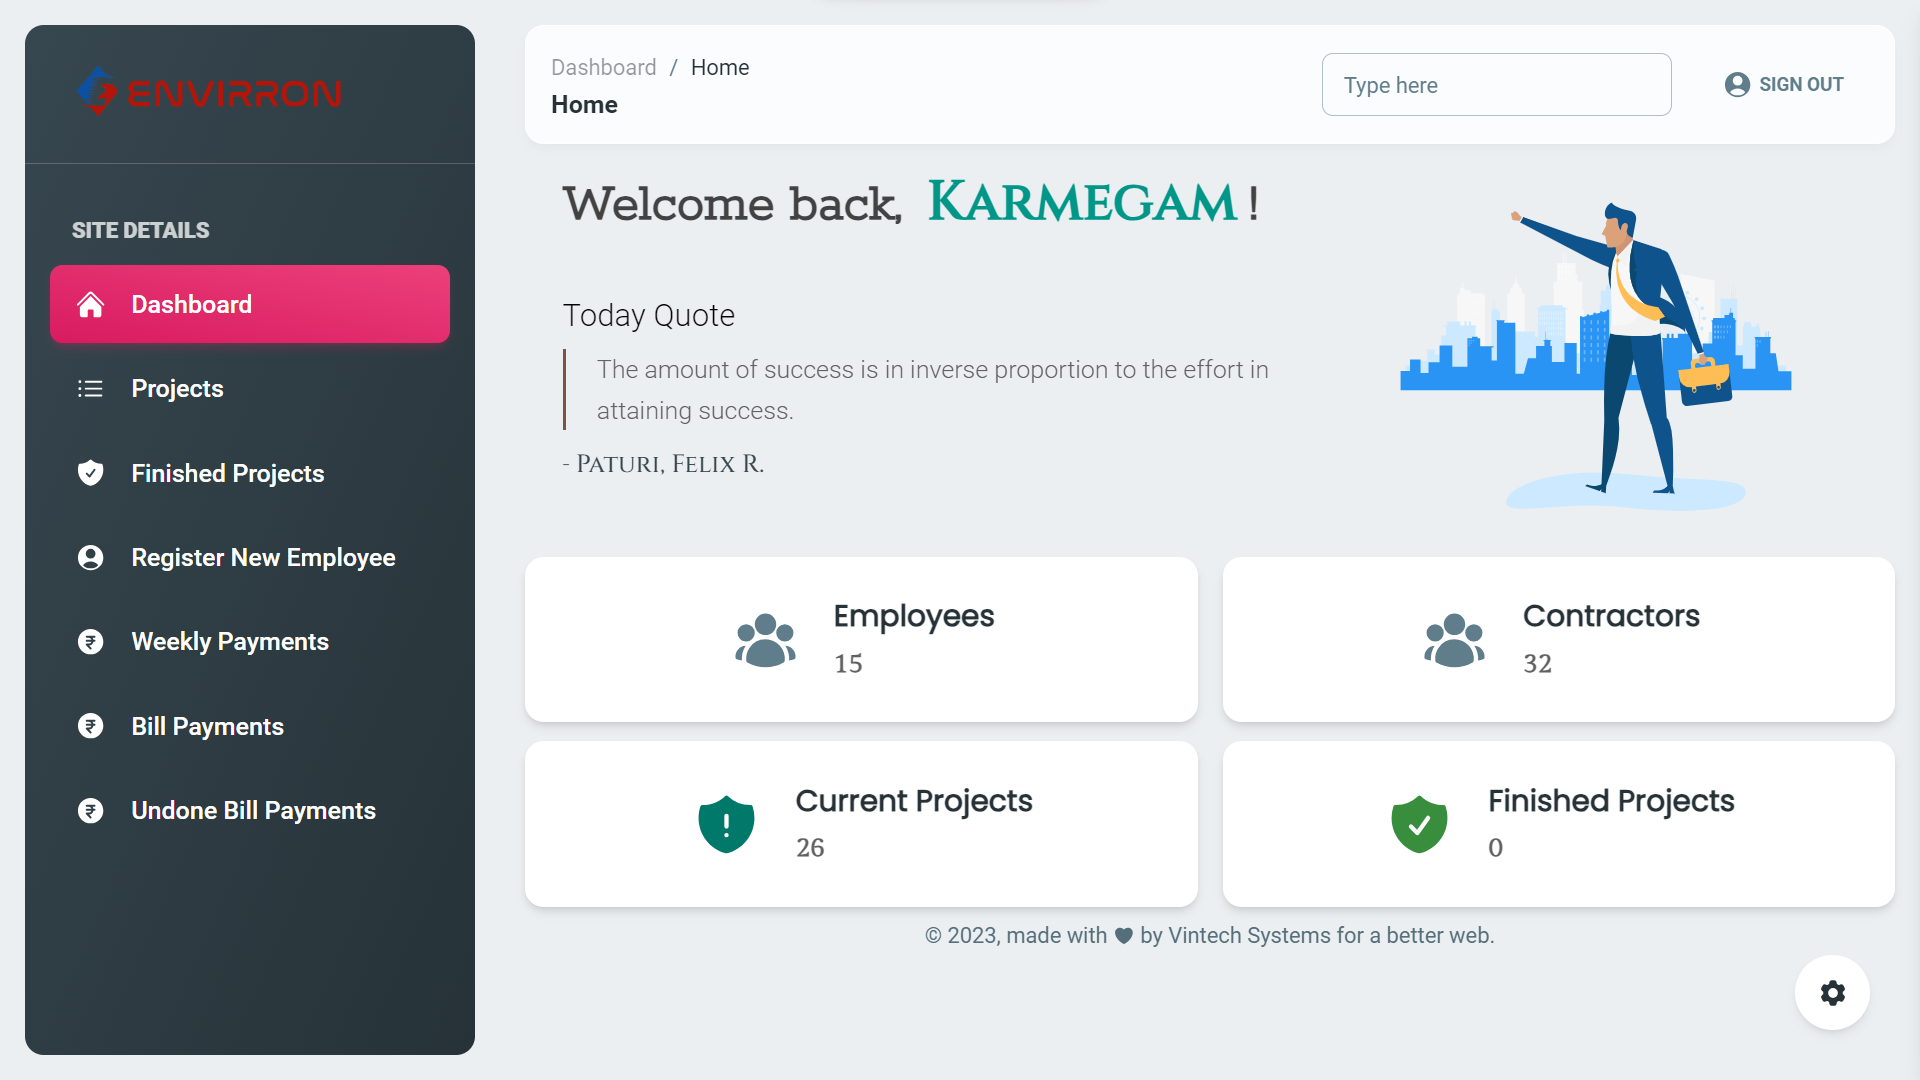 ENVIRRON
SITE DETAILS
Dashboard
Projects
Finished Projects
Register New Employee
Weekly Payments
Bill Payments
Undone Bill Payments
Dashboard / Home
Home
Type here
SIGN OUT
Welcome back, KARMEGAM !
Today Quote
The amount of success is in inverse proportion to the effort in
attaining success.
- PATURI, FELIX R.
Employees
15
Contractors
32
Current Projects
26
Finished Projects
0
© 2023, made with ♥ by Vintech Systems for a better web.